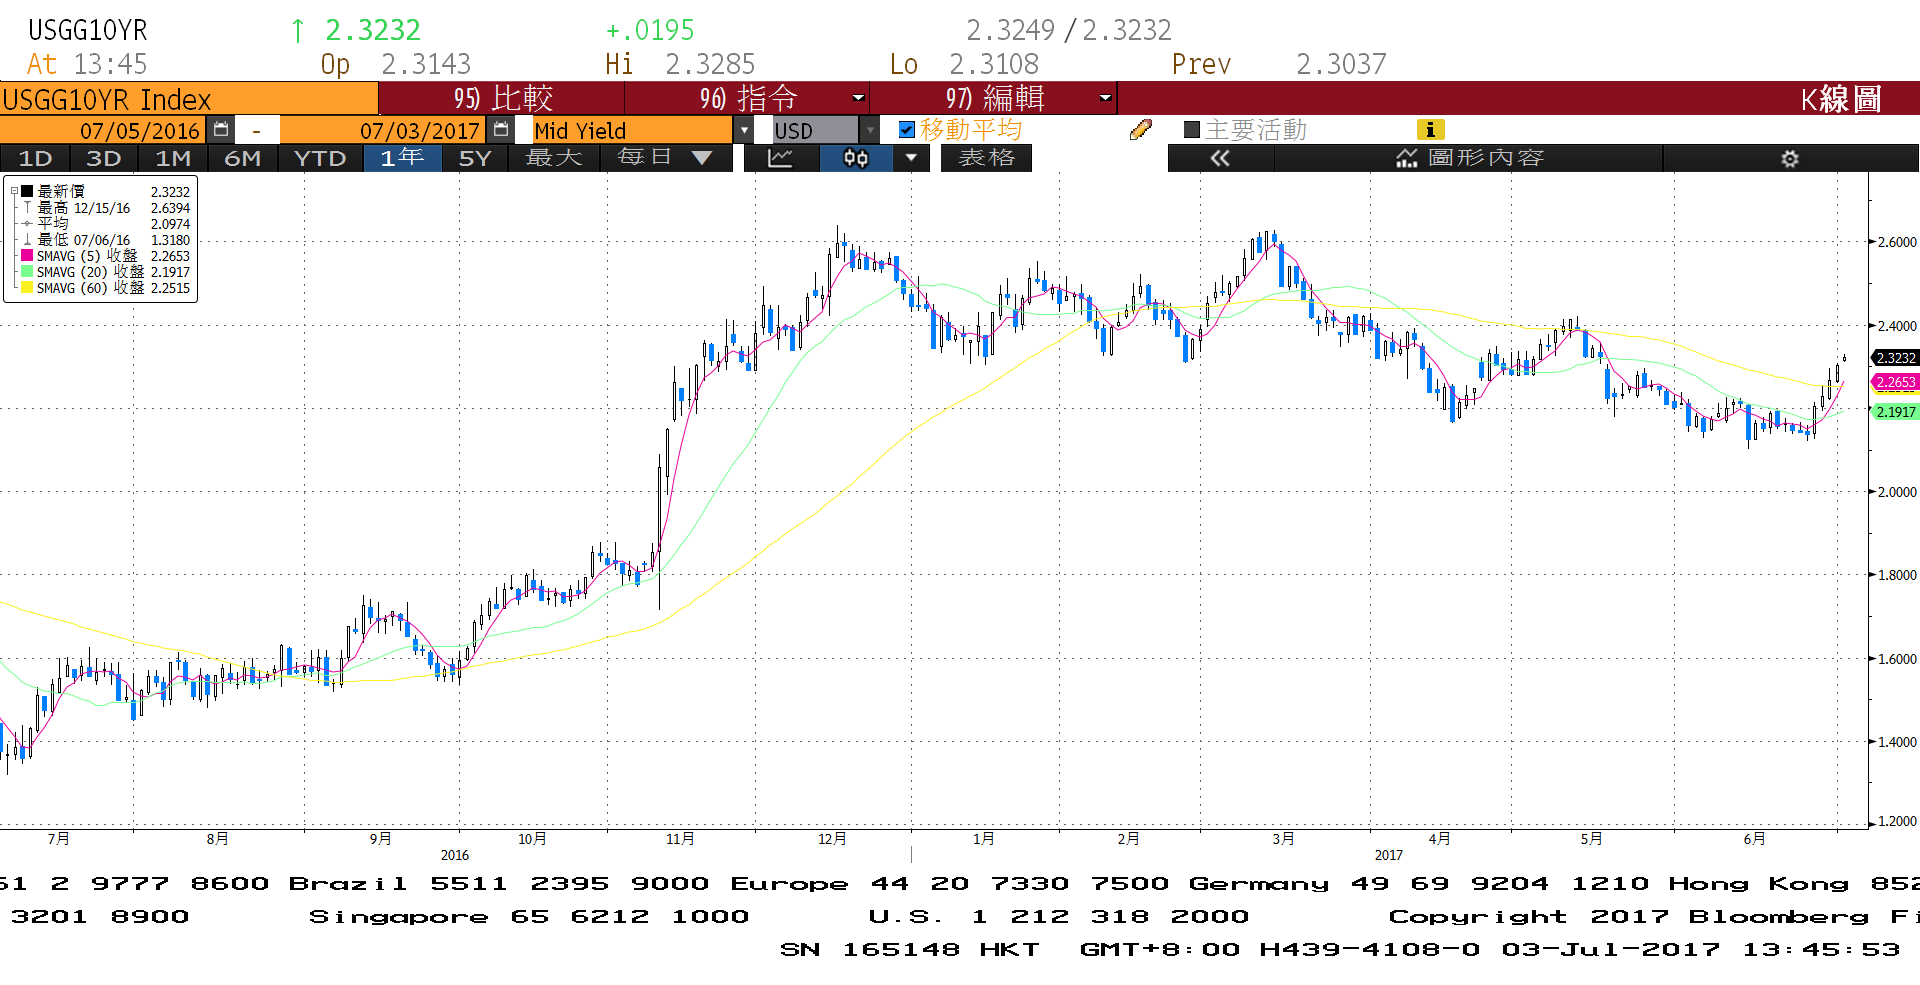 USGG10YR ↑ 2.3232 +.0195 2.3249 / 2.3232
At 13:45 Op 2.3143 Hi 2.3285 Lo 2.3108 Prev 2.3037
USGG10YR Index 95) 比較 96) 指令 97) 編輯 K線圖
07/05/2016 - 07/03/2017 Mid Yield USD 移動平均 主要活動 i
1D 3D 1M 6M YTD 1年 5Y 最大 每日 ▼ 表格 « 圖形內容
最新價 2.3232
最高 12/15/16 2.6394
平均 2.0974
最低 07/06/16 1.3180
SMAVG (5) 收盤 2.2653
SMAVG (20) 收盤 2.1917
SMAVG (60) 收盤 2.2515
2.6000
2.4000
2.3232
2.2653
2.1917
2.0000
1.8000
1.6000
1.4000
1.2000
7月 8月 9月 10月 11月 12月 1月 2月 3月 4月 5月 6月
2016 2017
61 2 9777 8600 Brazil 5511 2395 9000 Europe 44 20 7330 7500 Germany 49 69 9204 1210 Hong Kong 852
3201 8900 Singapore 65 6212 1000 U.S. 1 212 318 2000 Copyright 2017 Bloomberg Fi
SN 165148 HKT GMT+8:00 H439-4108-0 03-Jul-2017 13:45:53